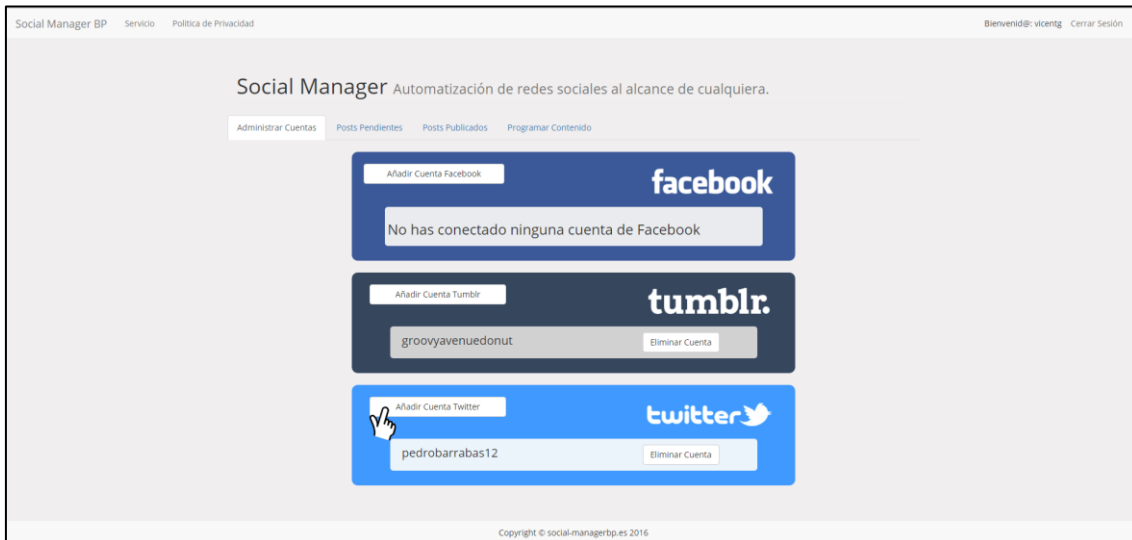 Social Manager BP Servicio Politica de Privacidad Bienvenid@: vicentg Cerrar Sesión
Social Manager Automatización de redes sociales al alcance de cualquiera.
Administrar Cuentas Posts Pendientes Posts Publicados Programar Contenido
Añadir Cuenta Facebook facebook
No has conectado ninguna cuenta de Facebook
Añadir Cuenta Tumblr tumblr.
groovyavenuedonut Eliminar Cuenta
Añadir Cuenta Twitter twitter
pedrobarrabas12 Eliminar Cuenta
Copyright © social-managerbp.es 2016